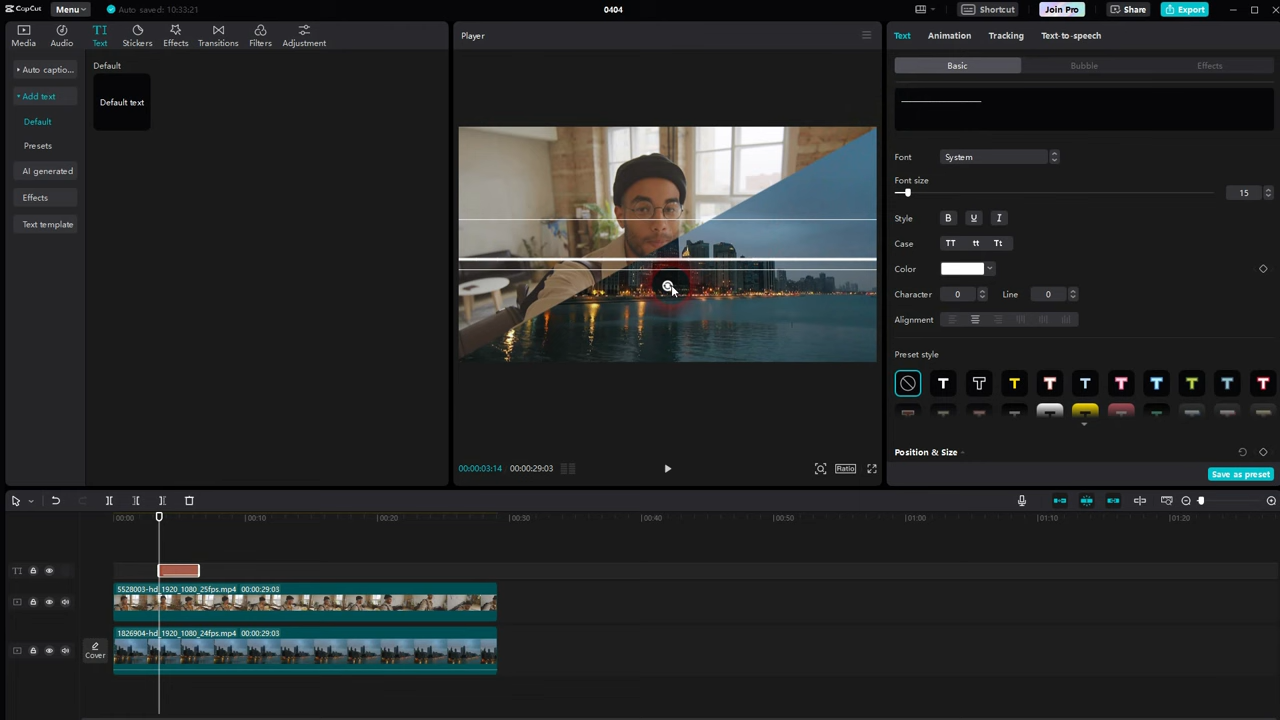 CapCut
Menu
Auto saved: 10:33:21
0404
Shortcut
Join Pro
Share
Export
Media
Audio
TI
Text
Stickers
Effects
Transitions
Filters
Adjustment
Auto captio...
Add text
Default
Presets
AI generated
Effects
Text template
Default
Default text
Player
00:00:03:14
00:00:29:03
Ratio
Text
Animation
Tracking
Text-to-speech
Basic
Bubble
Effects
Font
System
Font size
15
Style
B
U
I
Case
TT
tt
Tt
Color
Character
0
Line
0
Alignment
Preset style
T
T
T
T
T
T
T
T
T
T
Position & Size
Save as preset
00:00
00:10
00:20
00:30
00:40
00:50
01:00
01:10
01:20
TI
5528003-hd_1920_1080_25fps.mp4 00:00:29:03
1826904-hd_1920_1080_24fps.mp4 00:00:29:03
Cover